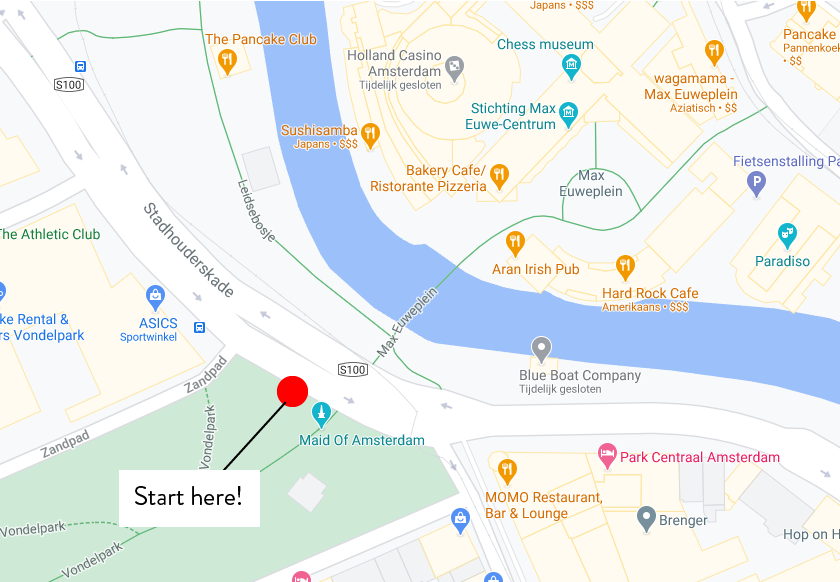 Japans • $$$
The Pancake Club
Chess museum
Pancake
Pannenkoek
• $$
Holland Casino
Amsterdam
Tijdelijk gesloten
S100
wagamama -
Max Euweplein
Aziatisch • $$
Stichting Max
Euwe-Centrum
Sushisamba
Japans • $$$
Bakery Cafe/
Ristorante Pizzeria
Max
Euweplein
Fietsenstalling Pa
P
Leidsebosje
Stadhouderskade
The Athletic Club
Paradiso
Aran Irish Pub
Hard Rock Cafe
Amerikaans • $$$
ke Rental &
rs Vondelpark
ASICS
Sportwinkel
Max Euweplein
S100
Blue Boat Company
Tijdelijk gesloten
Zandpad
Maid Of Amsterdam
Vondelpark
Zandpad
Park Centraal Amsterdam
Start here!
MOMO Restaurant,
Bar & Lounge
Brenger
Hop on H
Vondelpark
Vondelpark